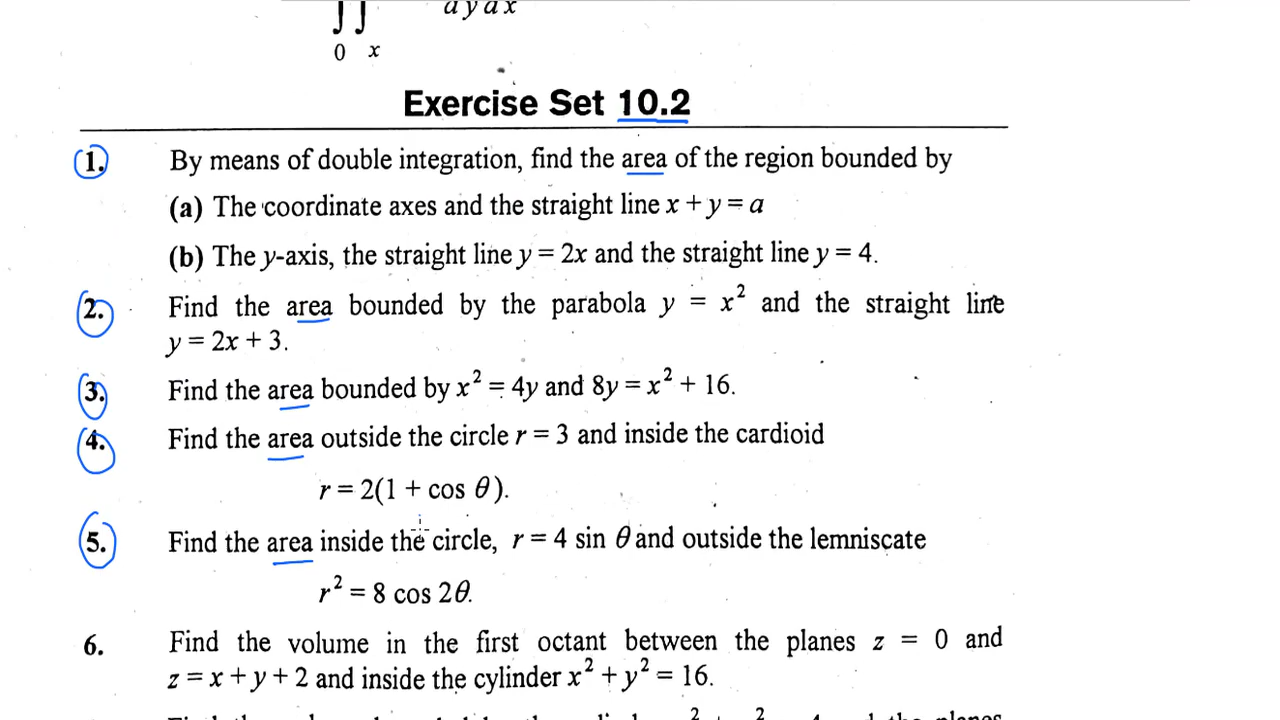 ∫∫ dy dx
0 x
Exercise Set 10.2
1. By means of double integration, find the area of the region bounded by
(a) The coordinate axes and the straight line x + y = a
(b) The y-axis, the straight line y = 2x and the straight line y = 4.
2. Find the area bounded by the parabola y = x² and the straight line
y = 2x + 3.
3. Find the area bounded by x² = 4y and 8y = x² + 16.
4. Find the area outside the circle r = 3 and inside the cardioid
r = 2(1 + cos θ).
5. Find the area inside the circle, r = 4 sin θ and outside the lemniscate
r² = 8 cos 2θ.
6. Find the volume in the first octant between the planes z = 0 and
z = x + y + 2 and inside the cylinder x² + y² = 16.